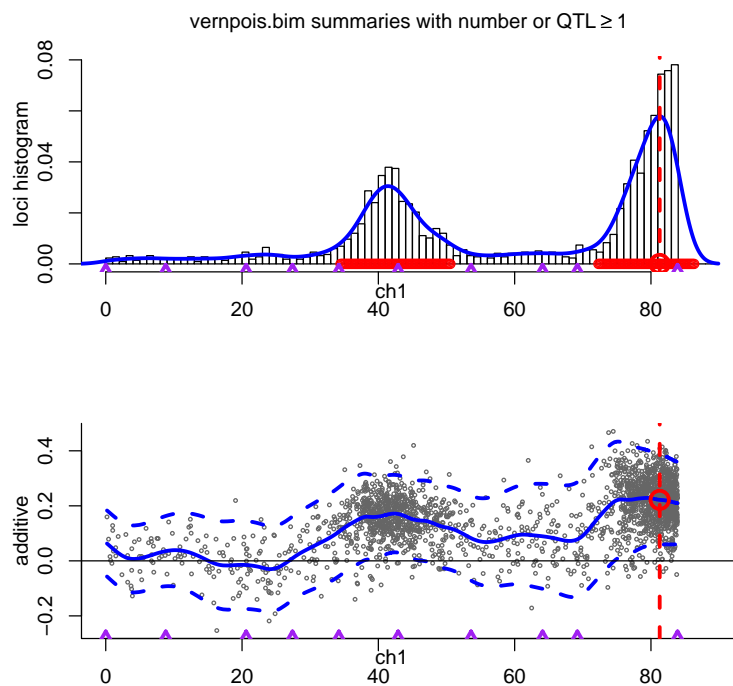 vernpois.bim summaries with number or QTL ≥ 1
loci histogram
0.08
0.04
0.00
0 20 40 60 80
ch1
additive
0.4
0.2
0.0
−0.2
0 20 40 60 80
ch1